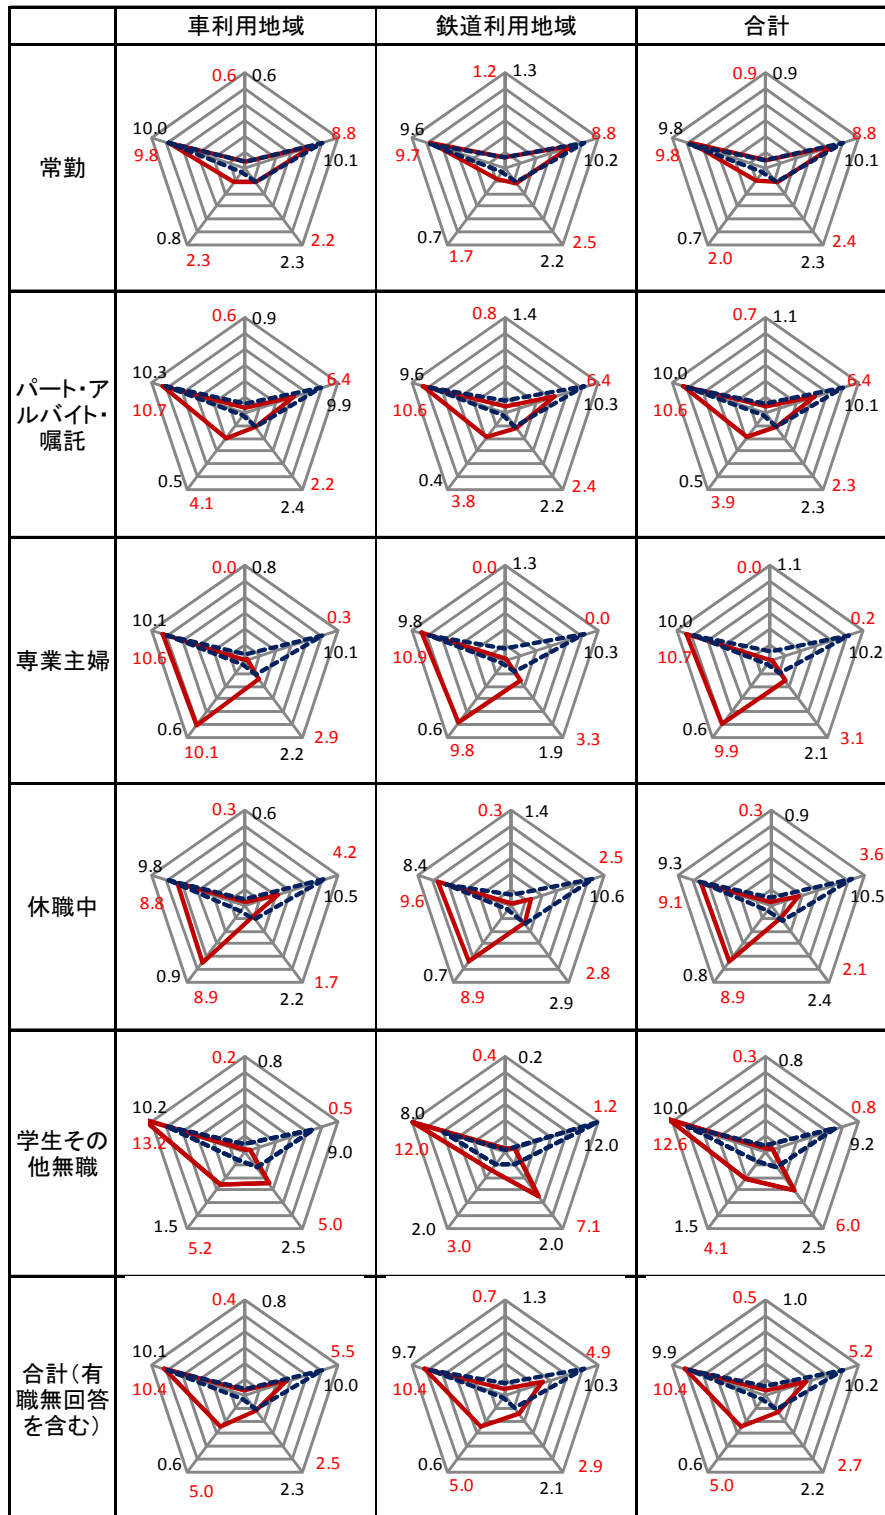 車利用地域 鉄道利用地域 合計
常勤
0.6 0.6 1.2 1.3 0.9 0.9
10.0 8.8 9.6 8.8 9.8 8.8
9.8 10.1 9.7 10.2 9.8 10.1
0.8 2.2 0.7 2.5 0.7 2.4
2.3 2.3 1.7 2.2 2.0 2.3
パート・ア
ルバイト・
嘱託
0.6 0.9 0.8 1.4 0.7 1.1
10.3 6.4 9.6 6.4 10.0 6.4
10.7 9.9 10.6 10.3 10.6 10.1
0.5 2.2 0.4 2.4 0.5 2.3
4.1 2.4 3.8 2.2 3.9 2.3
専業主婦
0.0 0.8 0.0 1.3 0.0 1.1
10.1 0.3 9.8 0.0 10.0 0.2
10.6 10.1 10.9 10.3 10.7 10.2
0.6 2.9 0.6 3.3 0.6 3.1
10.1 2.2 9.8 1.9 9.9 2.1
休職中
0.3 0.6 0.3 1.4 0.3 0.9
9.8 4.2 8.4 2.5 9.3 3.6
8.8 10.5 9.6 10.6 9.1 10.5
0.9 1.7 0.7 2.8 0.8 2.1
8.9 2.2 8.9 2.9 8.9 2.4
学生その
他無職
0.2 0.8 0.4 0.2 0.3 0.8
10.2 0.5 8.0 1.2 10.0 0.8
13.2 9.0 12.0 12.0 12.6 9.2
1.5 5.0 2.0 7.1 1.5 6.0
5.2 2.5 3.0 2.0 4.1 2.5
合計（有
職無回答
を含む）
0.4 0.8 0.7 1.3 0.5 1.0
10.1 5.5 9.7 4.9 9.9 5.2
10.4 10.0 10.4 10.3 10.4 10.2
0.6 2.5 0.6 2.9 0.6 2.7
5.0 2.3 5.0 2.1 5.0 2.2